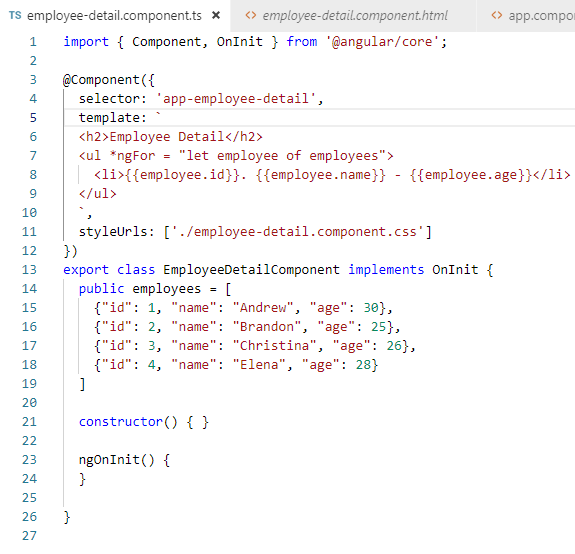 TS employee-detail.component.ts × <> employee-detail.component.html <> app.compo
1 import { Component, OnInit } from '@angular/core';
2
3 @Component({
4   selector: 'app-employee-detail',
5   template: `
6   <h2>Employee Detail</h2>
7   <ul *ngFor = "let employee of employees">
8     <li>{{employee.id}}. {{employee.name}} - {{employee.age}}</li>
9   </ul>
10   `,
11   styleUrls: ['./employee-detail.component.css']
12 })
13 export class EmployeeDetailComponent implements OnInit {
14   public employees = [
15     {"id": 1, "name": "Andrew", "age": 30},
16     {"id": 2, "name": "Brandon", "age": 25},
17     {"id": 3, "name": "Christina", "age": 26},
18     {"id": 4, "name": "Elena", "age": 28}
19   ]
20
21   constructor() { }
22
23   ngOnInit() {
24   }
25
26 }
27